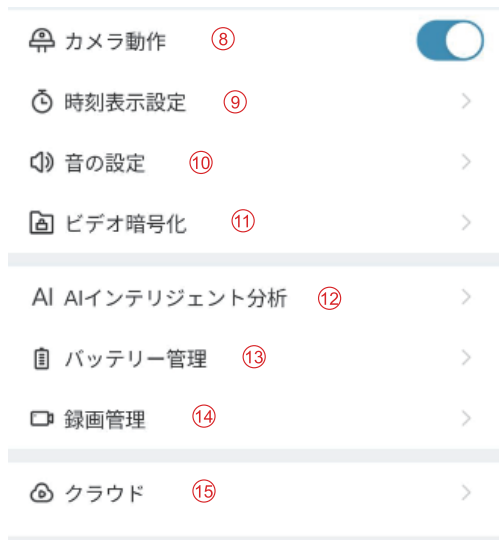 カメラ動作 ⑧
時刻表示設定 ⑨
音の設定 ⑩
ビデオ暗号化 ⑪
AI AIインテリジェント分析 ⑫
バッテリー管理 ⑬
録画管理 ⑭
クラウド ⑮